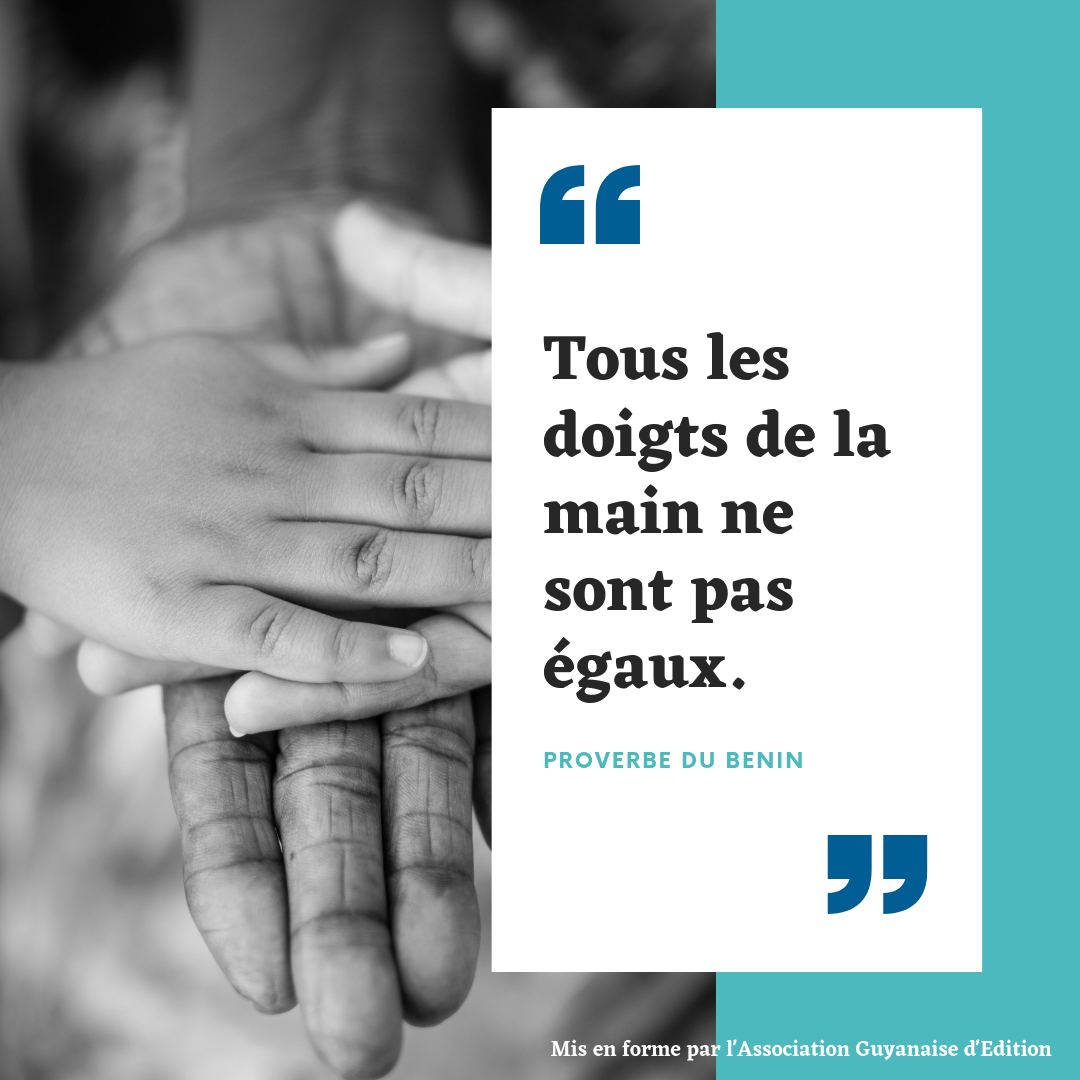 “
Tous les
doigts de la
main ne
sont pas
égaux.
PROVERBE DU BENIN
”
Mis en forme par l'Association Guyanaise d'Edition